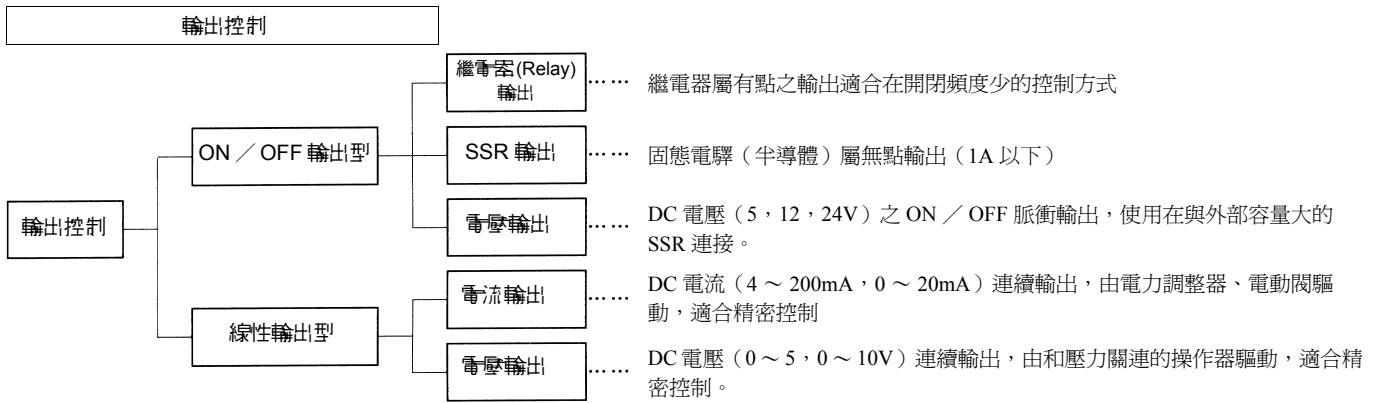 輸出控制
繼電器(Relay)
輸出
…… 繼電器屬有點之輸出適合在開閉頻度少的控制方式
ON ／ OFF 輸出型
SSR 輸出
…… 固態電驛（半導體）屬無點輸出（1A 以下）
輸出控制
電壓輸出
…… DC 電壓（5，12，24V）之 ON ／ OFF 脈衝輸出，使用在與外部容量大的
SSR 連接。
線性輸出型
電流輸出
…… DC 電流（4 ～ 200mA，0 ～ 20mA）連續輸出，由電力調整器、電動閥驅
動，適合精密控制
電壓輸出
…… DC 電壓（0 ～ 5，0 ～ 10V）連續輸出，由和壓力關連的操作器驅動，適合精
密控制。